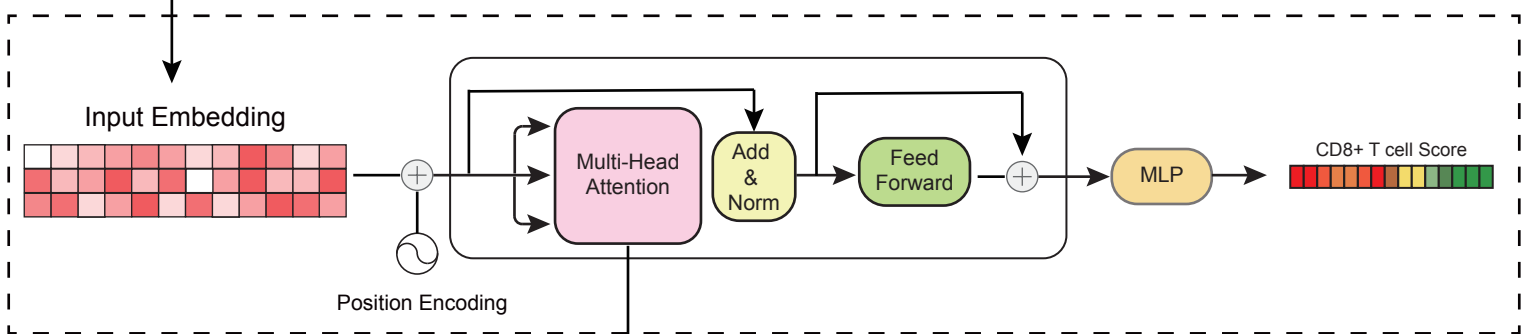 Input Embedding
Position Encoding
Multi-Head
Attention
Add
&
Norm
Feed
Forward
MLP
CD8+ T cell Score